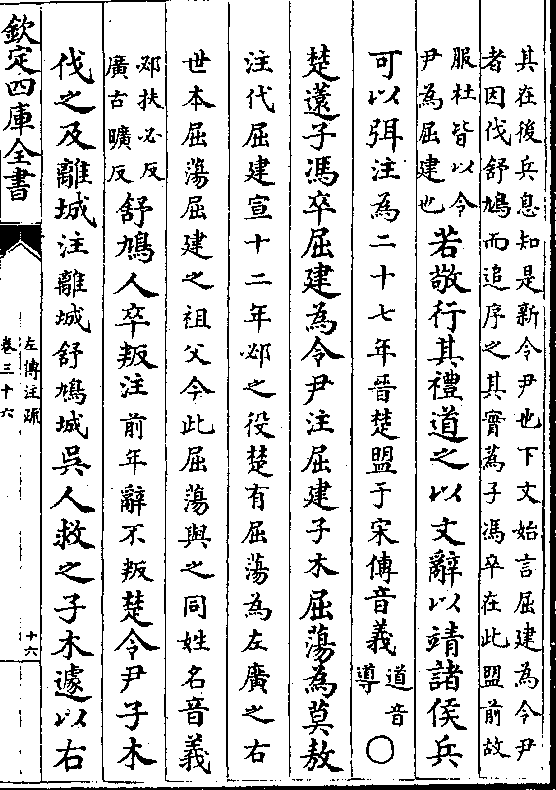 其在後兵息知是新令尹也下文始言屈建為令尹
者因伐舒鳩而追序之其實蒍子馮卒在此盟前故
服杜皆以令
尹為屈建也
若敬行其禮道之以文辭以靖諸侯兵
可以弭注為二十七年晉楚盟于宋傳音義
道音
導
○
楚薳子馮卒屈建為令尹注屈建子木屈蕩為莫敖
注代屈建宣十二年邲之役楚有屈蕩為左廣之右
世本屈蕩屈建之祖父今此屈蕩與之同姓名音義
邲扶必反
廣古曠反
舒鳩人卒叛注前年辭不叛楚令尹子木
伐之及離城注離城舒鳩城吳人救之子木遽以右
欽定四庫全書
左傳注疏
卷三十六
十六